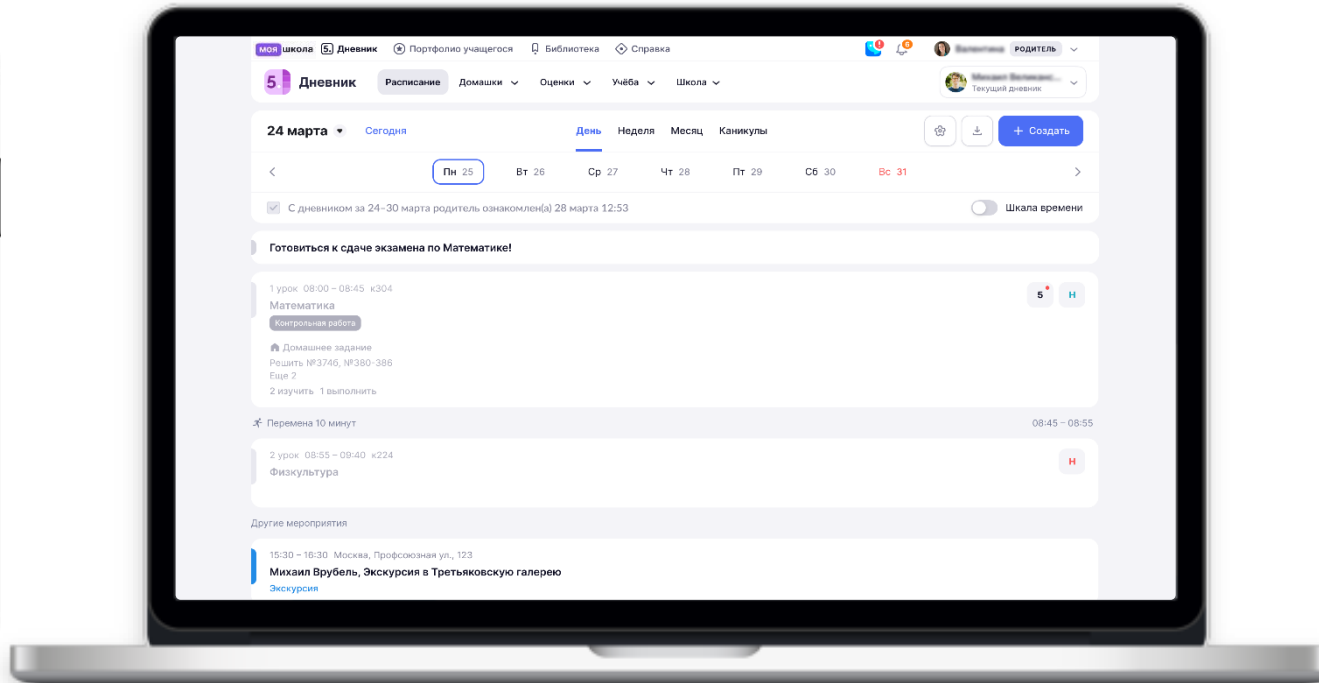 моя школа 5. Дневник Портфолио учащегося Библиотека Справка 6 РОДИТЕЛЬ
5 Дневник Расписание Домашки Оценки Учёба Школа
Текущий дневник
24 марта Сегодня День Неделя Месяц Каникулы + Создать
Пн 25 Вт 26 Ср 27 Чт 28 Пт 29 Сб 30 Вс 31
С дневником за 24–30 марта родитель ознакомлен(а) 28 марта 12:53 Шкала времени
Готовиться к сдаче экзамена по Математике!
1 урок 08:00 – 08:45 к304
Математика 5 Н
Контрольная работа
Домашнее задание
Решить №374б, №380-386
Еще 2
2 изучить 1 выполнить
Перемена 10 минут 08:45 – 08:55
2 урок 08:55 – 09:40 к224
Физкультура Н
Другие мероприятия
15:30 – 16:30 Москва, Профсоюзная ул., 123
Михаил Врубель, Экскурсия в Третьяковскую галерею
Экскурсия